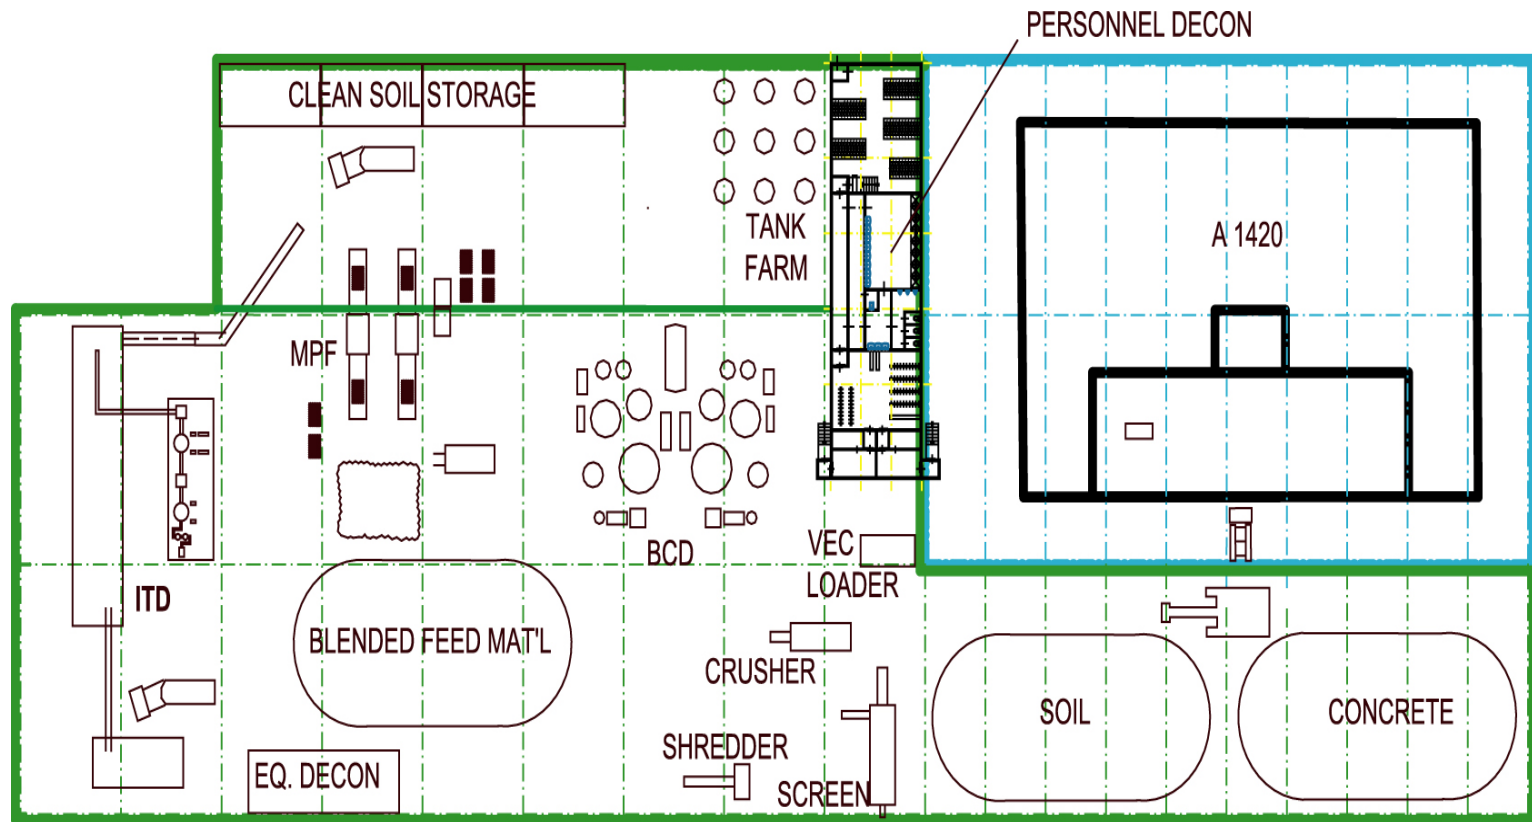 PERSONNEL DECON
CLEAN SOIL STORAGE
TANK
FARM
A 1420
MPF
BCD
VEC
LOADER
ITD
BLENDED FEED MAT'L
CRUSHER
SOIL
CONCRETE
SHREDDER
EQ. DECON
SCREEN